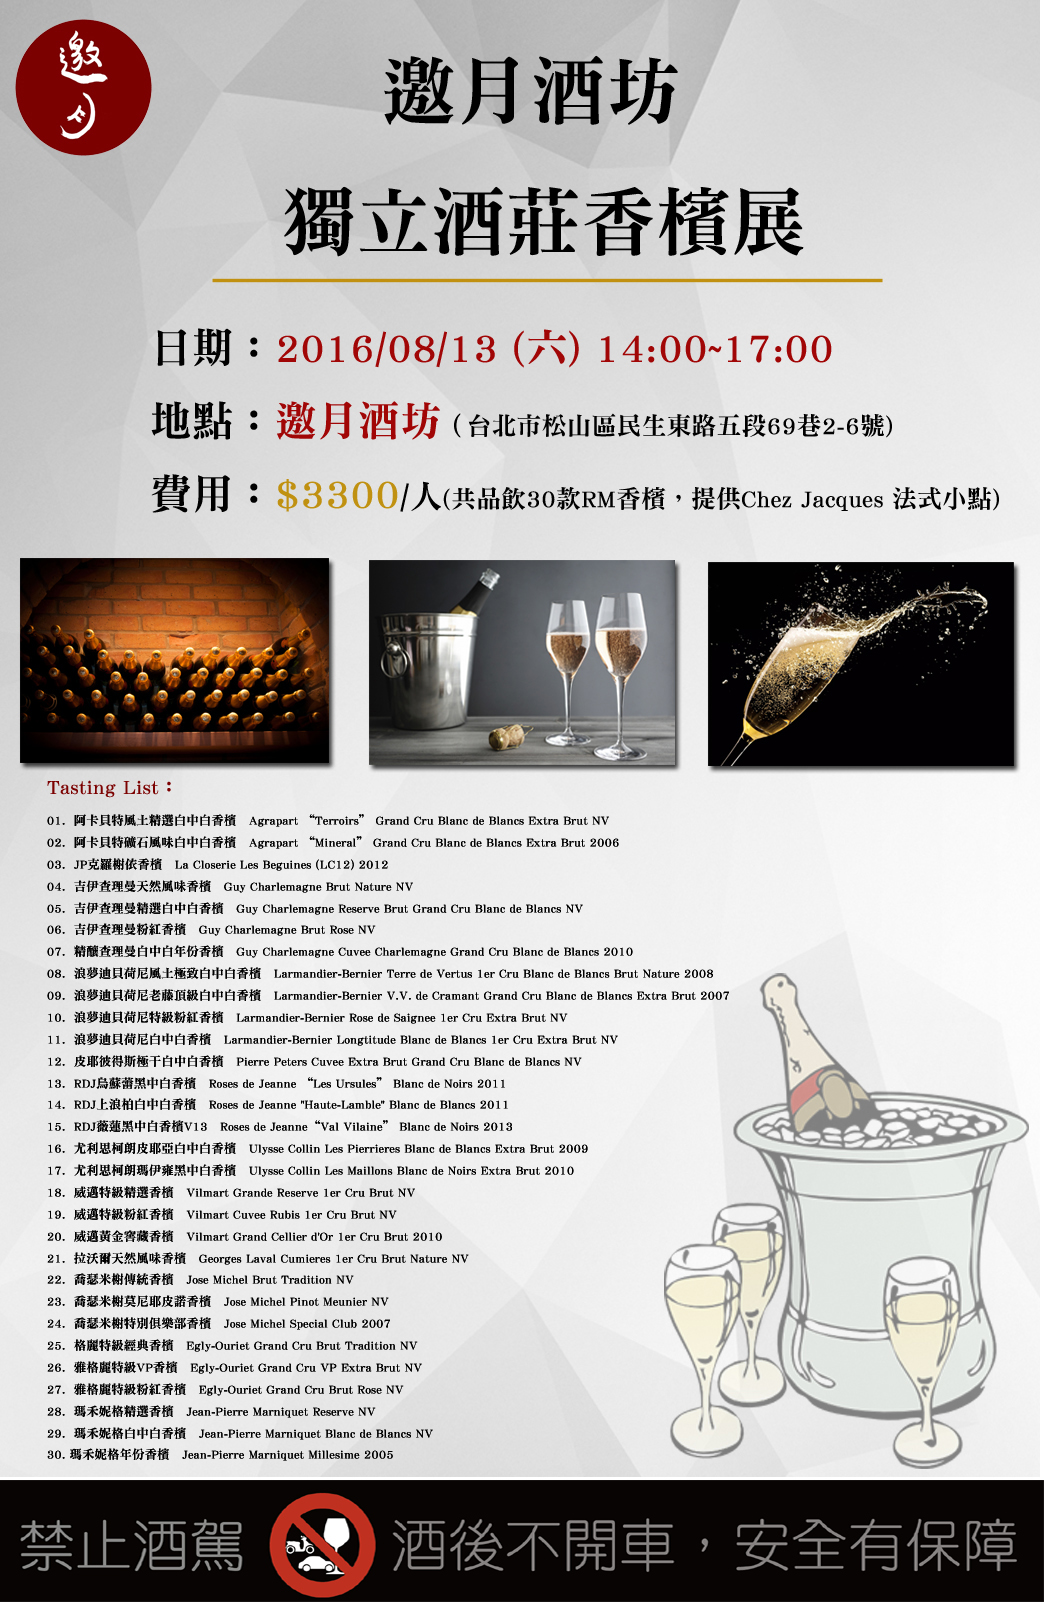 邀月
邀月酒坊
獨立酒莊香檳展
日期：2016/08/13 (六) 14:00~17:00
地點：邀月酒坊（台北市松山區民生東路五段69巷2-6號)
費用：$3300/人(共品飲30款RM香檳，提供Chez Jacques 法式小點)
Tasting List：
01. 阿卡貝特風土精選白中白香檳 Agrapart “Terroirs” Grand Cru Blanc de Blancs Extra Brut NV
02. 阿卡貝特礦石風味白中白香檳 Agrapart “Mineral” Grand Cru Blanc de Blancs Extra Brut 2006
03. JP克羅榭依香檳 La Closerie Les Beguines (LC12) 2012
04. 吉伊查理曼天然風味香檳 Guy Charlemagne Brut Nature NV
05. 吉伊查理曼精選白中白香檳 Guy Charlemagne Reserve Brut Grand Cru Blanc de Blancs NV
06. 吉伊查理曼粉紅香檳 Guy Charlemagne Brut Rose NV
07. 精釀查理曼白中白年份香檳 Guy Charlemagne Cuvee Charlemagne Grand Cru Blanc de Blancs 2010
08. 浪夢迪貝荷尼風土極致白中白香檳 Larmandier-Bernier Terre de Vertus 1er Cru Blanc de Blancs Brut Nature 2008
09. 浪夢迪貝荷尼老藤頂級白中白香檳 Larmandier-Bernier V.V. de Cramant Grand Cru Blanc de Blancs Extra Brut 2007
10. 浪夢迪貝荷尼特級粉紅香檳 Larmandier-Bernier Rose de Saignee 1er Cru Extra Brut NV
11. 浪夢迪貝荷尼白中白香檳 Larmandier-Bernier Longtitude Blanc de Blancs 1er Cru Extra Brut NV
12. 皮耶彼得斯極干白中白香檳 Pierre Peters Cuvee Extra Brut Grand Cru Blanc de Blancs NV
13. RDJ烏蘇蕾黑中白香檳 Roses de Jeanne “Les Ursules” Blanc de Noirs 2011
14. RDJ上浪柏白中白香檳 Roses de Jeanne "Haute-Lamble" Blanc de Blancs 2011
15. RDJ薇蓮黑中白香檳V13 Roses de Jeanne“Val Vilaine” Blanc de Noirs 2013
16. 尤利思柯朗皮耶亞白中白香檳 Ulysse Collin Les Pierrieres Blanc de Blancs Extra Brut 2009
17. 尤利思柯朗瑪伊雍黑中白香檳 Ulysse Collin Les Maillons Blanc de Noirs Extra Brut 2010
18. 威邁特級精選香檳 Vilmart Grande Reserve 1er Cru Brut NV
19. 威邁特級粉紅香檳 Vilmart Cuvee Rubis 1er Cru Brut NV
20. 威邁黃金窖藏香檳 Vilmart Grand Cellier d'Or 1er Cru Brut 2010
21. 拉沃爾天然風味香檳 Georges Laval Cumieres 1er Cru Brut Nature NV
22. 喬瑟米榭傳統香檳 Jose Michel Brut Tradition NV
23. 喬瑟米榭莫尼耶皮諾香檳 Jose Michel Pinot Meunier NV
24. 喬瑟米榭特別俱樂部香檳 Jose Michel Special Club 2007
25. 格麗特級經典香檳 Egly-Ouriet Grand Cru Brut Tradition NV
26. 雅格麗特級VP香檳 Egly-Ouriet Grand Cru VP Extra Brut NV
27. 雅格麗特級粉紅香檳 Egly-Ouriet Grand Cru Brut Rose NV
28. 瑪禾妮格精選香檳 Jean-Pierre Marniquet Reserve NV
29. 瑪禾妮格白中白香檳 Jean-Pierre Marniquet Blanc de Blancs NV
30. 瑪禾妮格年份香檳 Jean-Pierre Marniquet Millesime 2005
禁止酒駕 酒後不開車，安全有保障